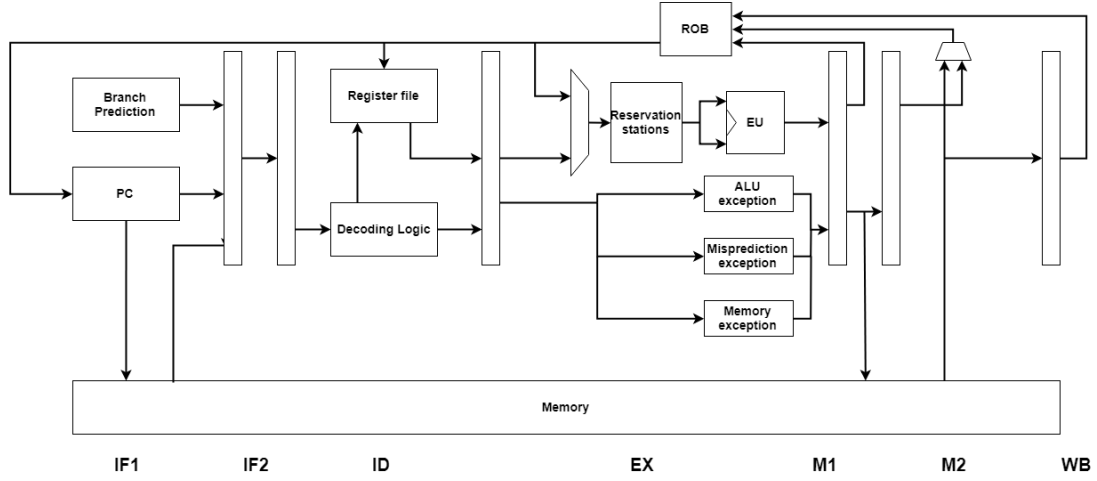 ROB
Branch
Prediction
Register file
Reservation
stations
EU
PC
Decoding Logic
ALU
exception
Misprediction
exception
Memory
exception
Memory
IF1
IF2
ID
EX
M1
M2
WB